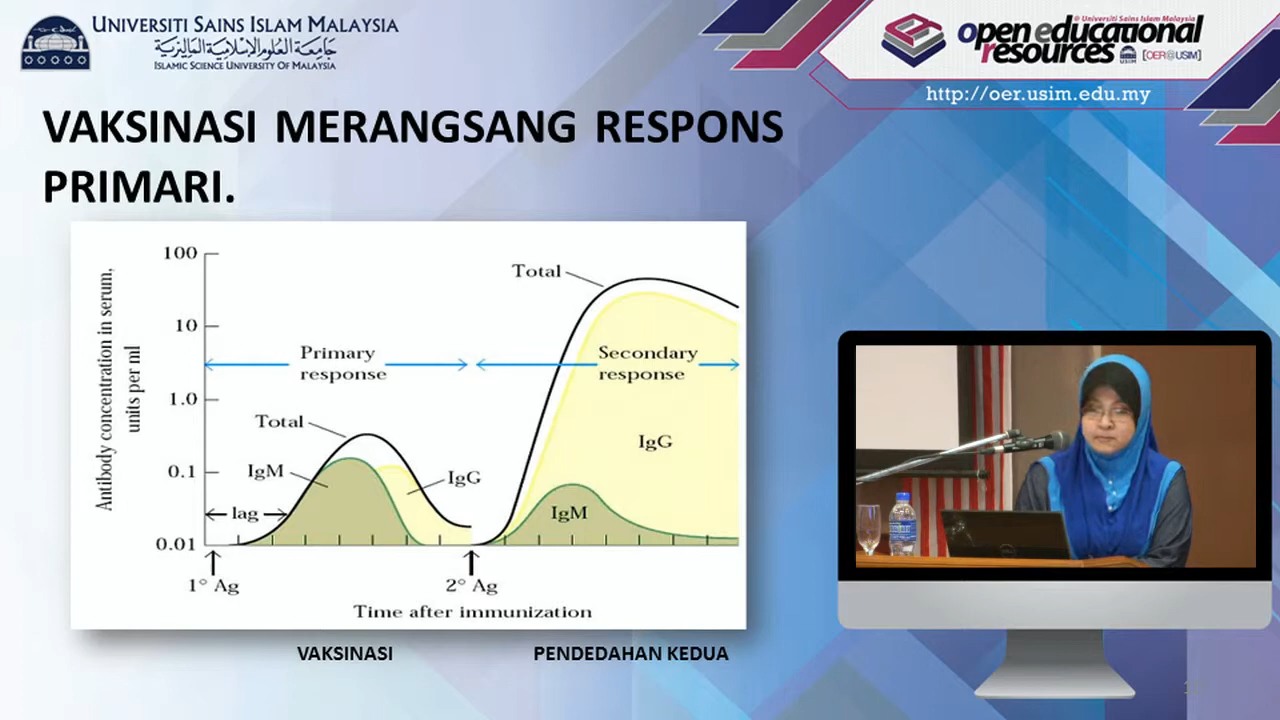 UNIVERSITI SAINS ISLAM MALAYSIA
جامعة العلوم الإسلامية الماليزية
ISLAMIC SCIENCE UNIVERSITY OF MALAYSIA
@ Universiti Sains Islam Malaysia
open educational
resources
USIM
[OER@USIM]
http://oer.usim.edu.my
VAKSINASI MERANGSANG RESPONS
PRIMARI.
Antibody concentration in serum,
units per ml
100
10
1.0
0.1
0.01
Total
Primary
response
Secondary
response
Total
IgM
IgG
IgG
lag
IgM
1° Ag
2° Ag
Time after immunization
VAKSINASI
PENDEDAHAN KEDUA